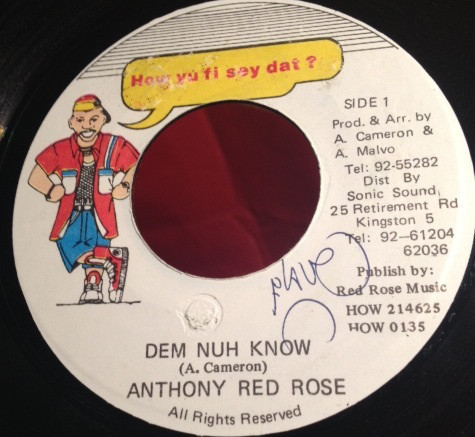 How yu fi sey dat ?
SIDE 1
Prod. & Arr. by
A. Cameron &
A. Malvo
Tel: 92-55282
Dist By
Sonic Sound,
25 Retirement Rd
Kingston 5
Tel: 92-61204
62036
Publish by:
Red Rose Music
HOW 214625
HOW 0135
DEM NUH KNOW
(A. Cameron)
ANTHONY RED ROSE
All Rights Reserved